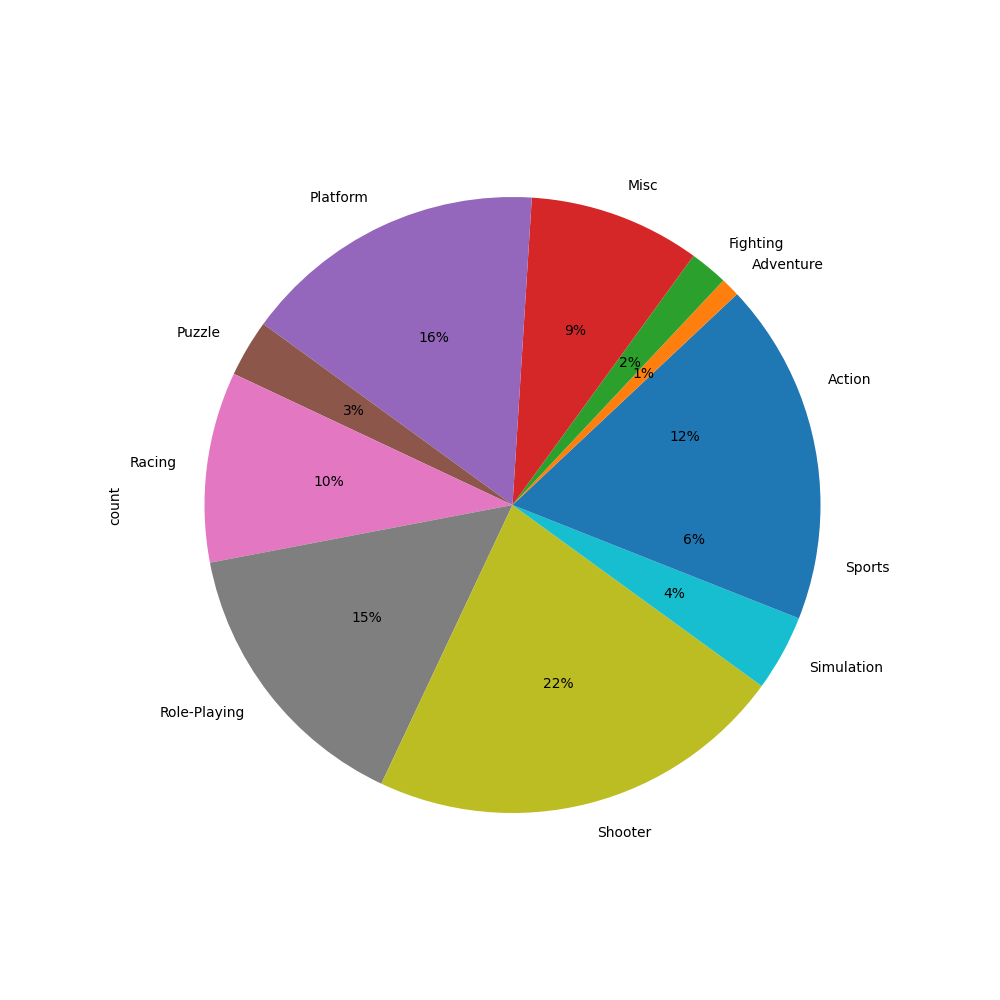 Misc
Platform
Fighting
Adventure
Puzzle
9%
16%
2%
1%
Action
3%
12%
Racing
10%
count
6%
Sports
4%
15%
Simulation
22%
Role-Playing
Shooter